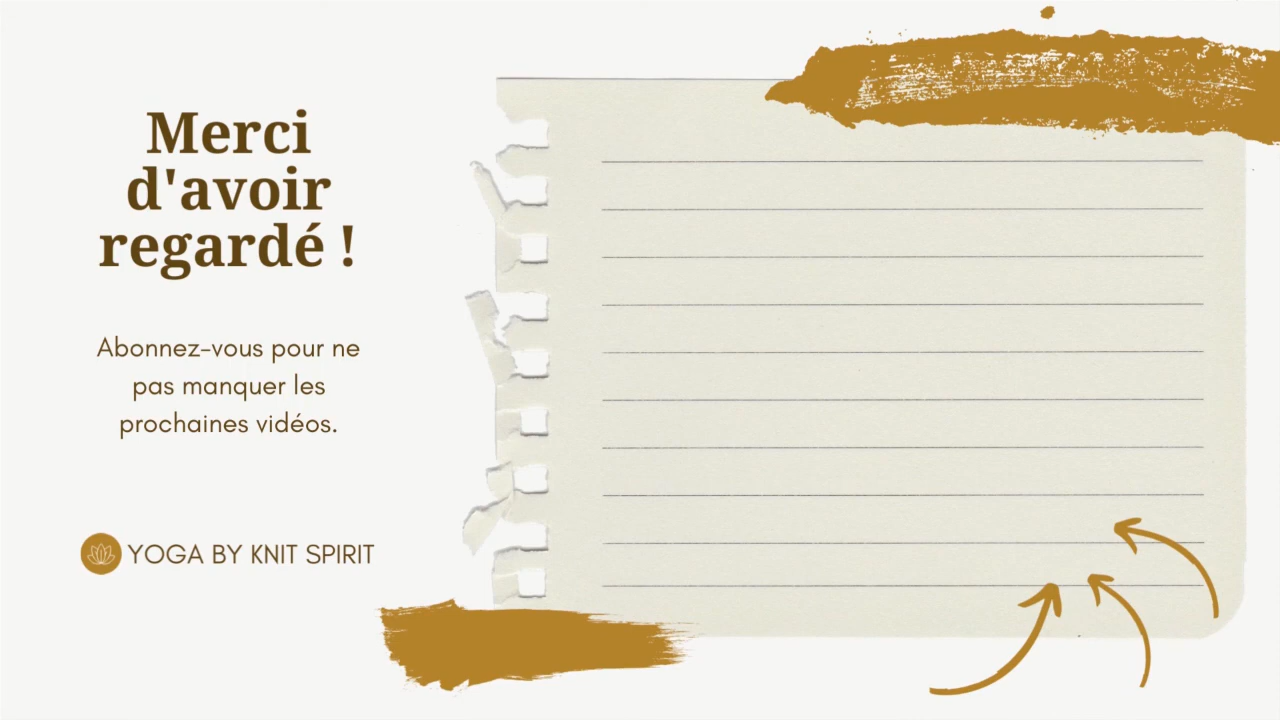 Merci
d'avoir
regardé !
Abonnez-vous pour ne
pas manquer les
prochaines vidéos.
YOGA BY KNIT SPIRIT